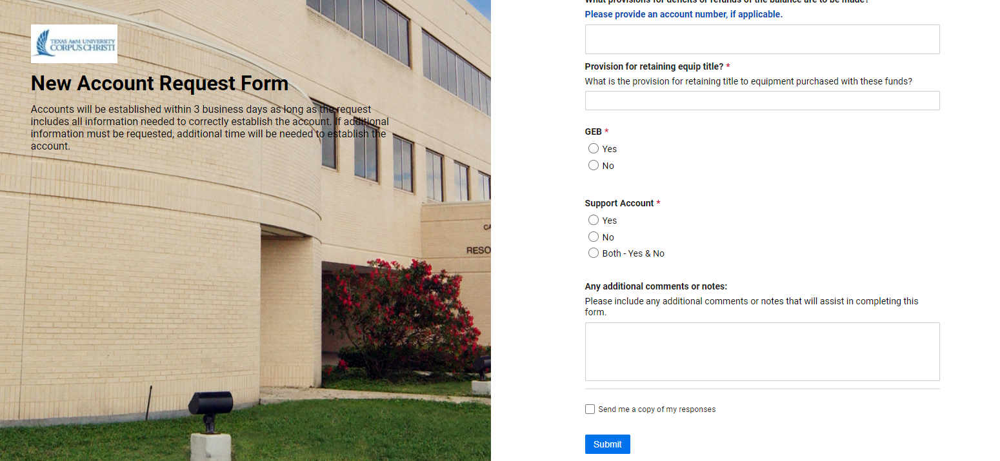 TEXAS A&M UNIVERSITY
CORPUS CHRISTI
New Account Request Form
Accounts will be established within 3 business days as long as the request
includes all information needed to correctly establish the account. If additional
information must be requested, additional time will be needed to establish the
account.
CA
RESO
What provisions for deficits or refunds of the balance are to be made?
Please provide an account number, if applicable.
Provision for retaining equip title? *
What is the provision for retaining title to equipment purchased with these funds?
GEB *
Yes
No
Support Account *
Yes
No
Both - Yes & No
Any additional comments or notes:
Please include any additional comments or notes that will assist in completing this
form.
Send me a copy of my responses
Submit